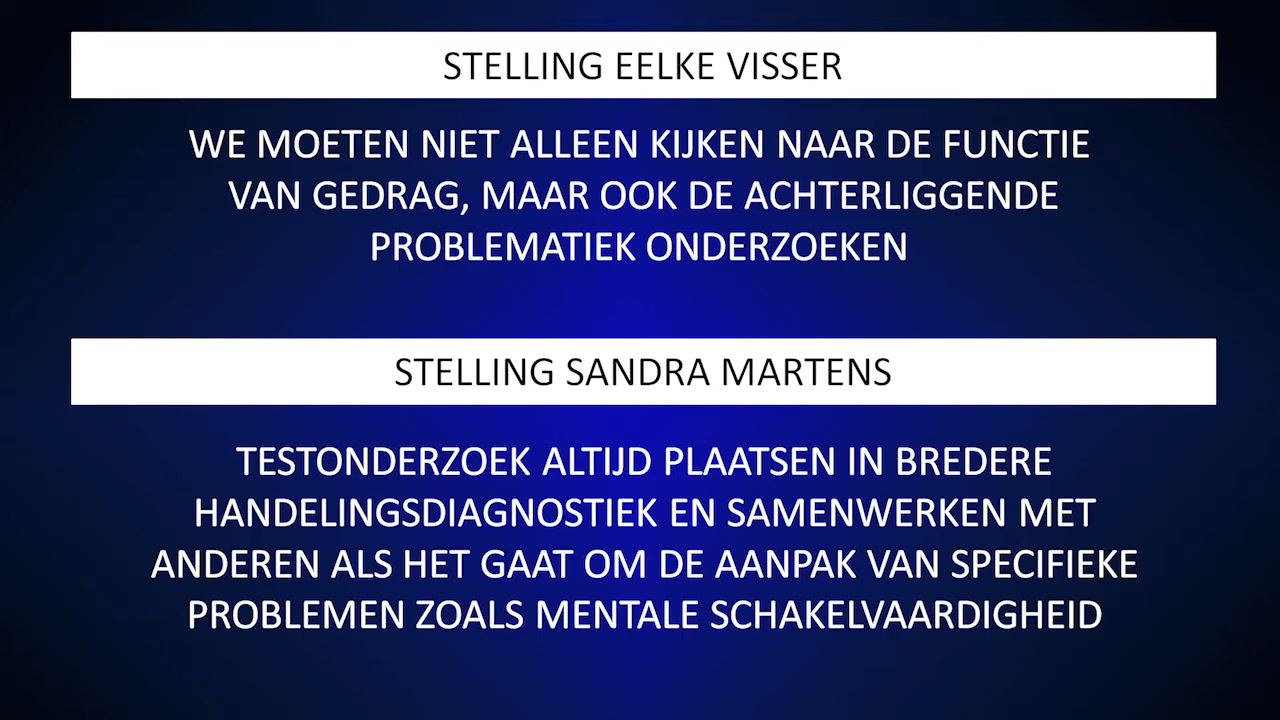 STELLING EELKE VISSER
WE MOETEN NIET ALLEEN KIJKEN NAAR DE FUNCTIE
VAN GEDRAG, MAAR OOK DE ACHTERLIGGENDE
PROBLEMATIEK ONDERZOEKEN
STELLING SANDRA MARTENS
TESTONDERZOEK ALTIJD PLAATSEN IN BREDERE
HANDELINGSDIAGNOSTIEK EN SAMENWERKEN MET
ANDEREN ALS HET GAAT OM DE AANPAK VAN SPECIFIEKE
PROBLEMEN ZOALS MENTALE SCHAKELVAARDIGHEID